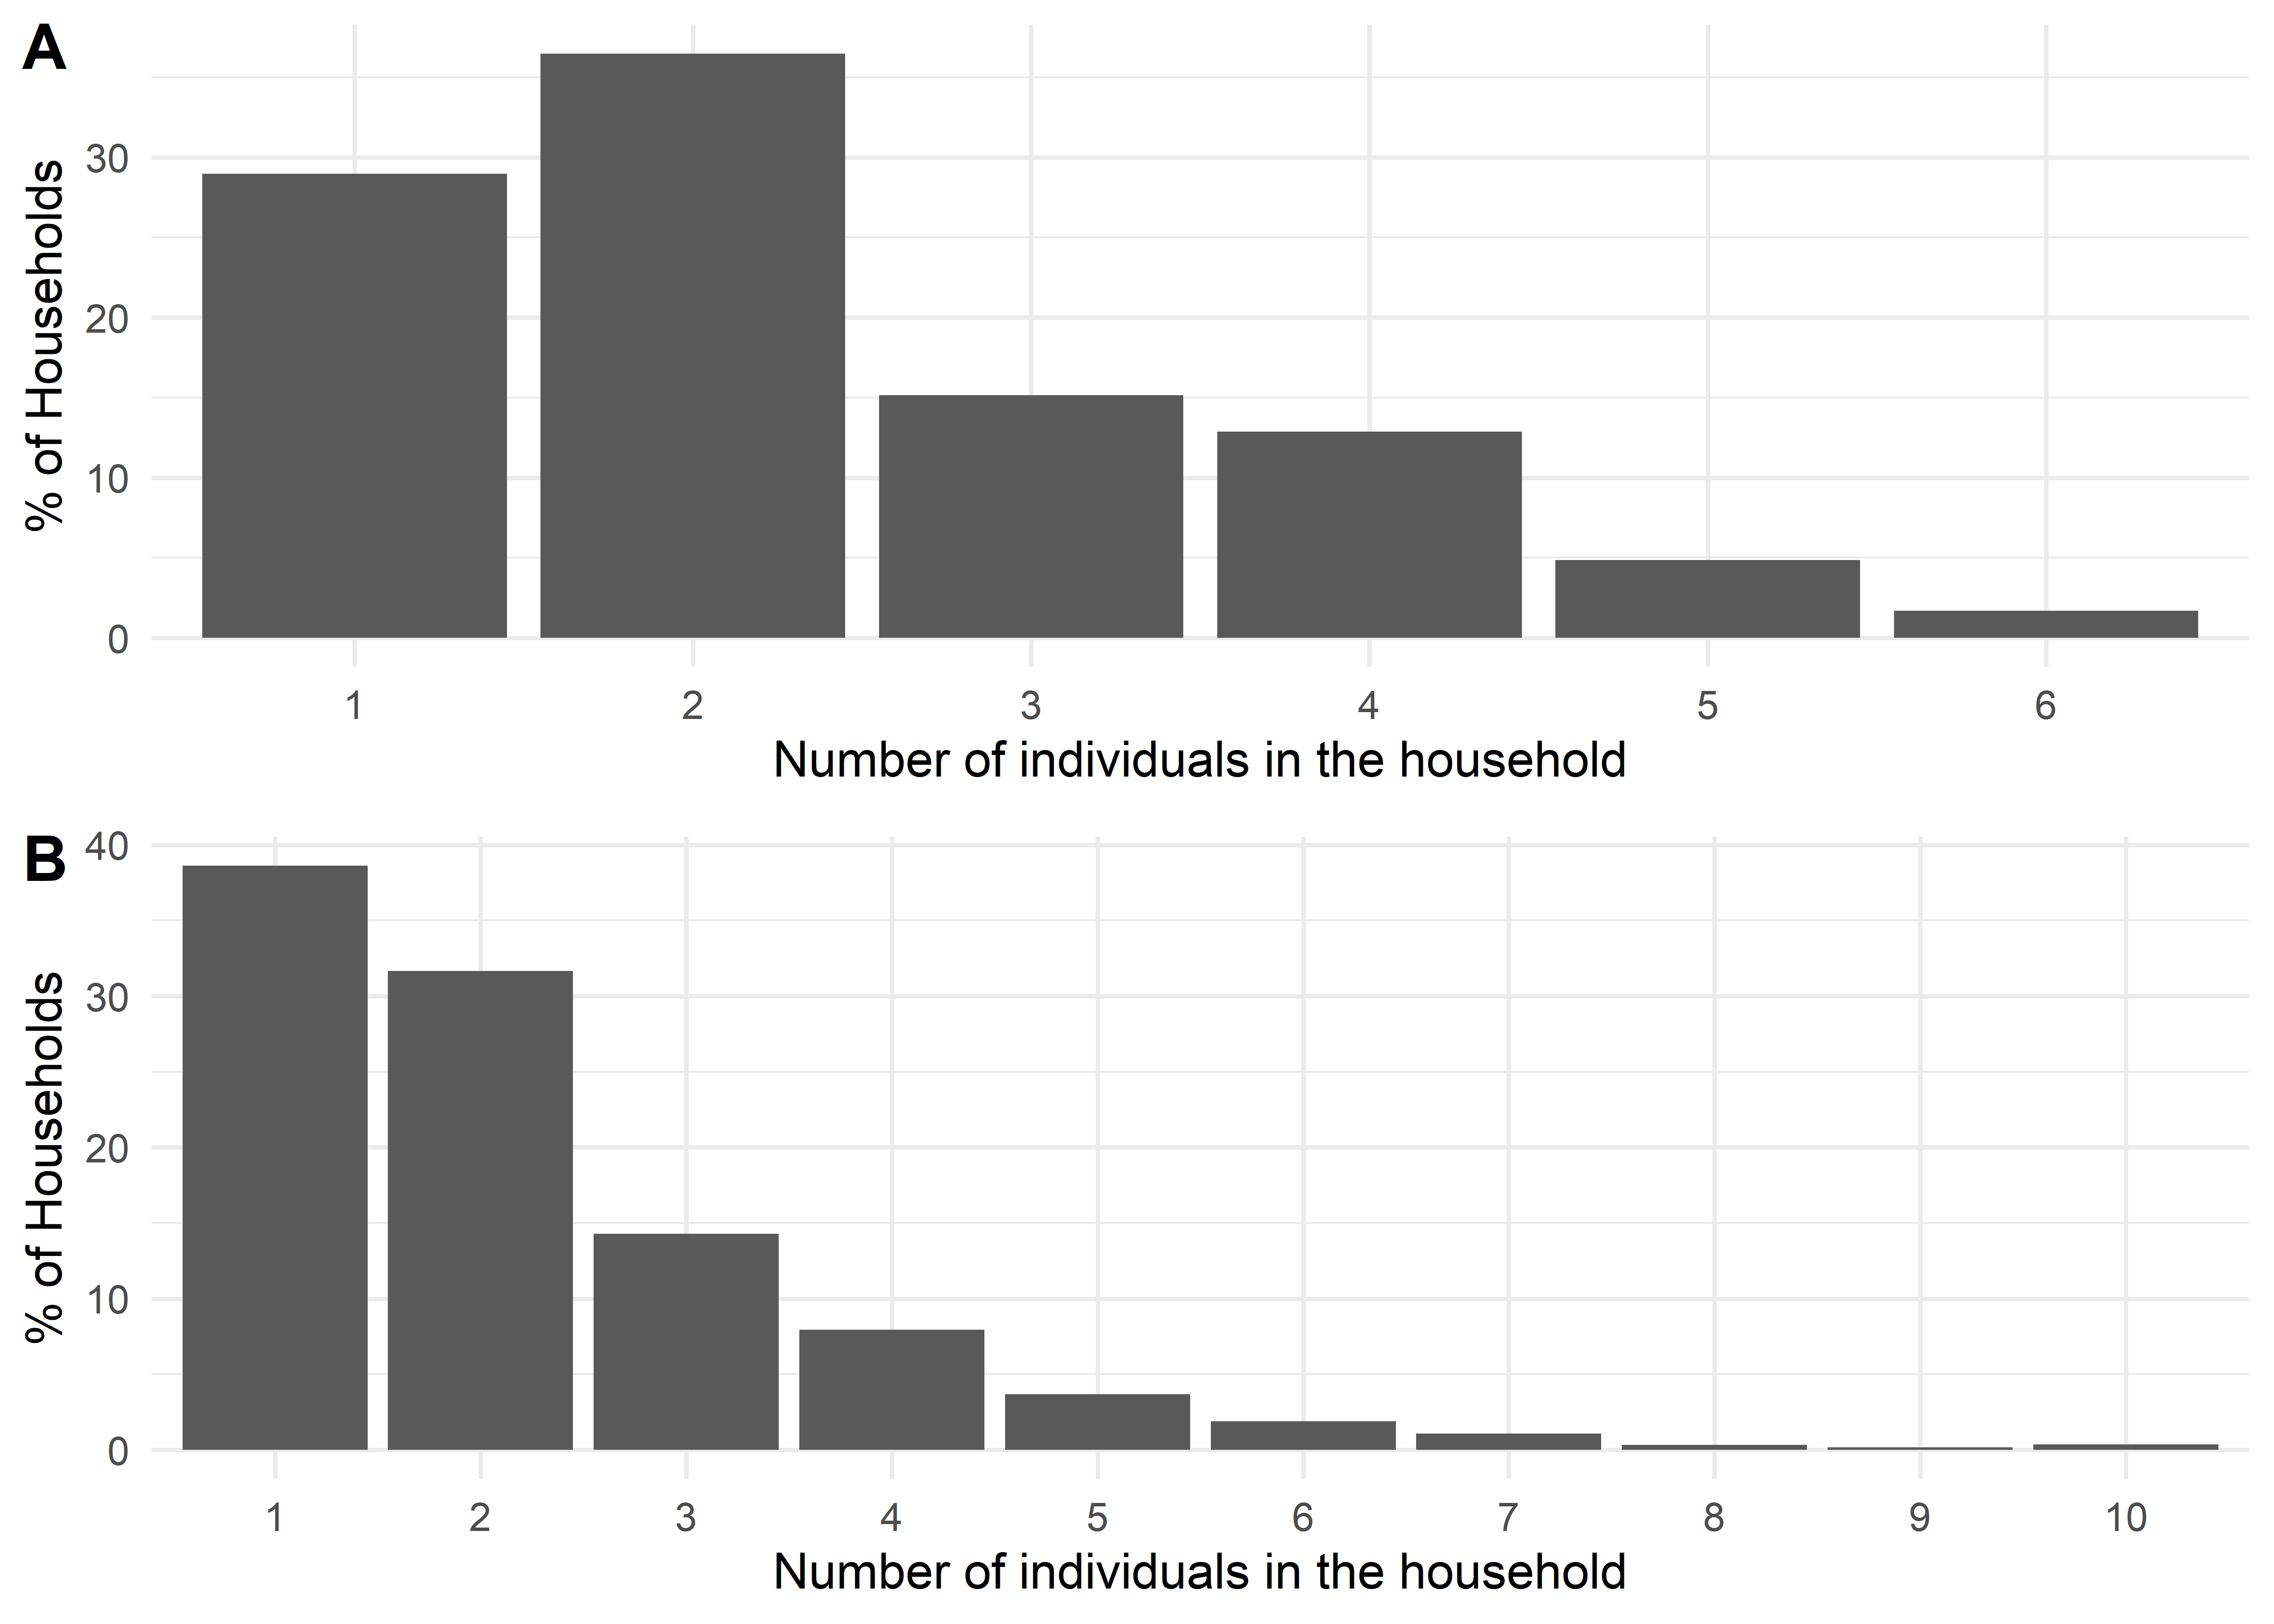 A
% of Households
30
20
10
0
1 2 3 4 5 6
Number of individuals in the household
B
% of Households
40
30
20
10
0
1 2 3 4 5 6 7 8 9 10
Number of individuals in the household